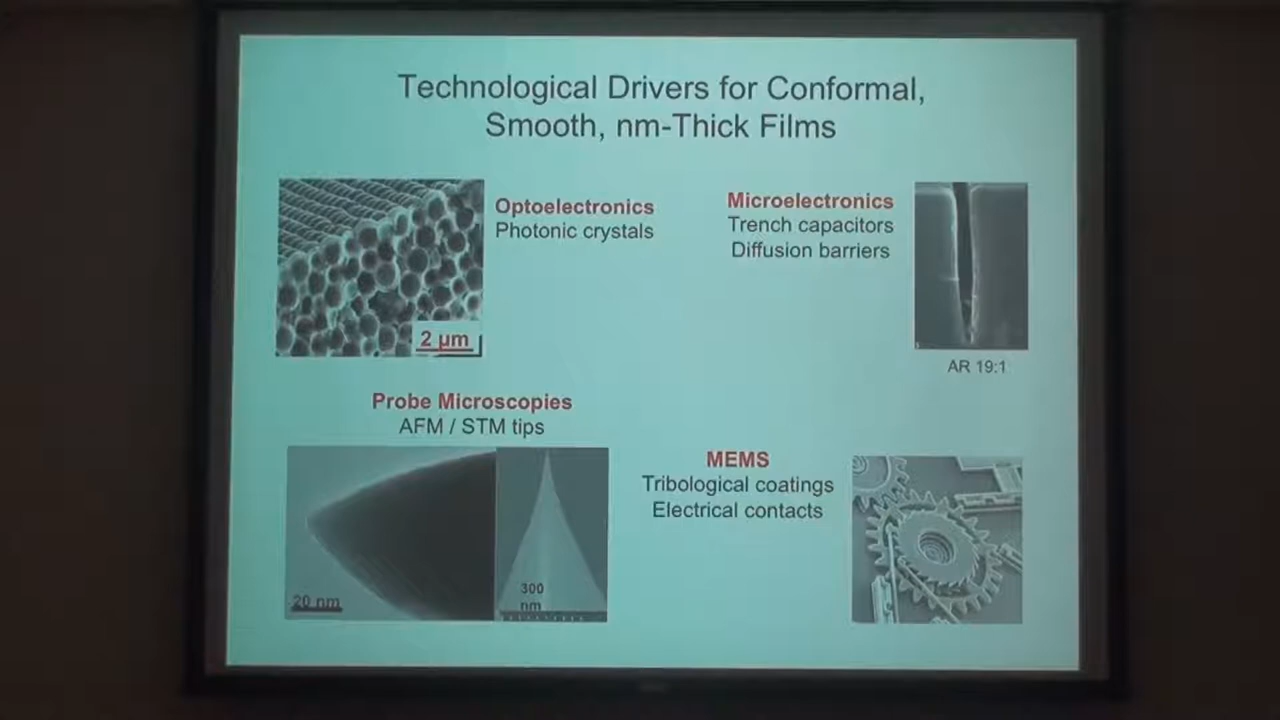 Technological Drivers for Conformal,
Smooth, nm-Thick Films
Optoelectronics
Photonic crystals
2 µm
Microelectronics
Trench capacitors
Diffusion barriers
AR 19:1
Probe Microscopies
AFM / STM tips
20 nm
300
nm
MEMS
Tribological coatings
Electrical contacts